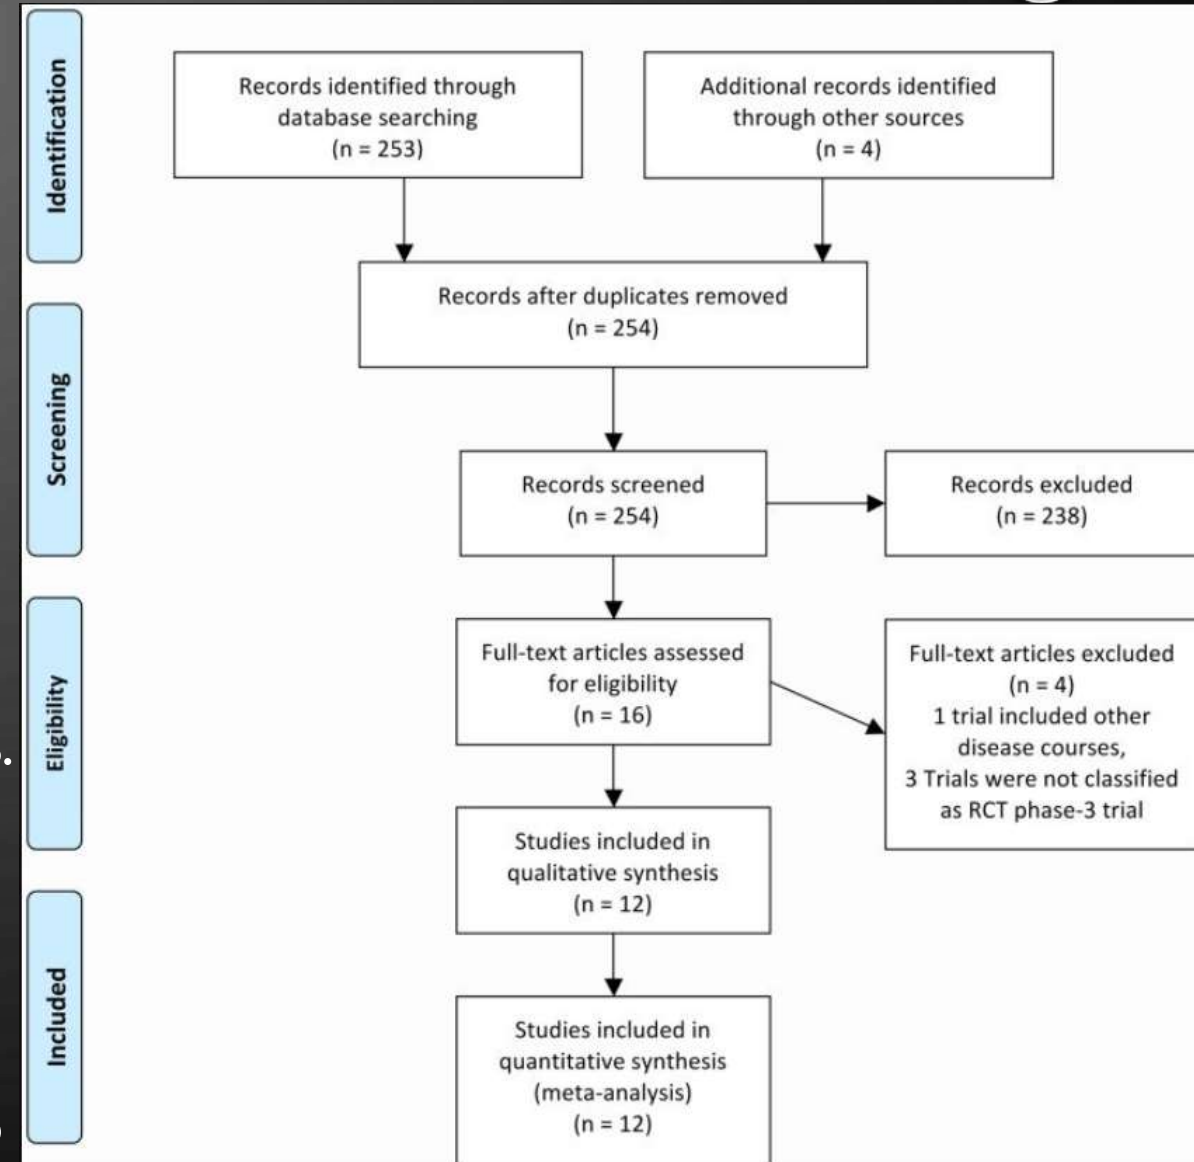 Identification
Records identified through
database searching
(n = 253)
Additional records identified
through other sources
(n = 4)
Records after duplicates removed
(n = 254)
Screening
Records screened
(n = 254)
Records excluded
(n = 238)
Eligibility
Full-text articles assessed
for eligibility
(n = 16)
Full-text articles excluded
(n = 4)
1 trial included other
disease courses,
3 Trials were not classified
as RCT phase-3 trial
Studies included in
qualitative synthesis
(n = 12)
Included
Studies included in
quantitative synthesis
(meta-analysis)
(n = 12)